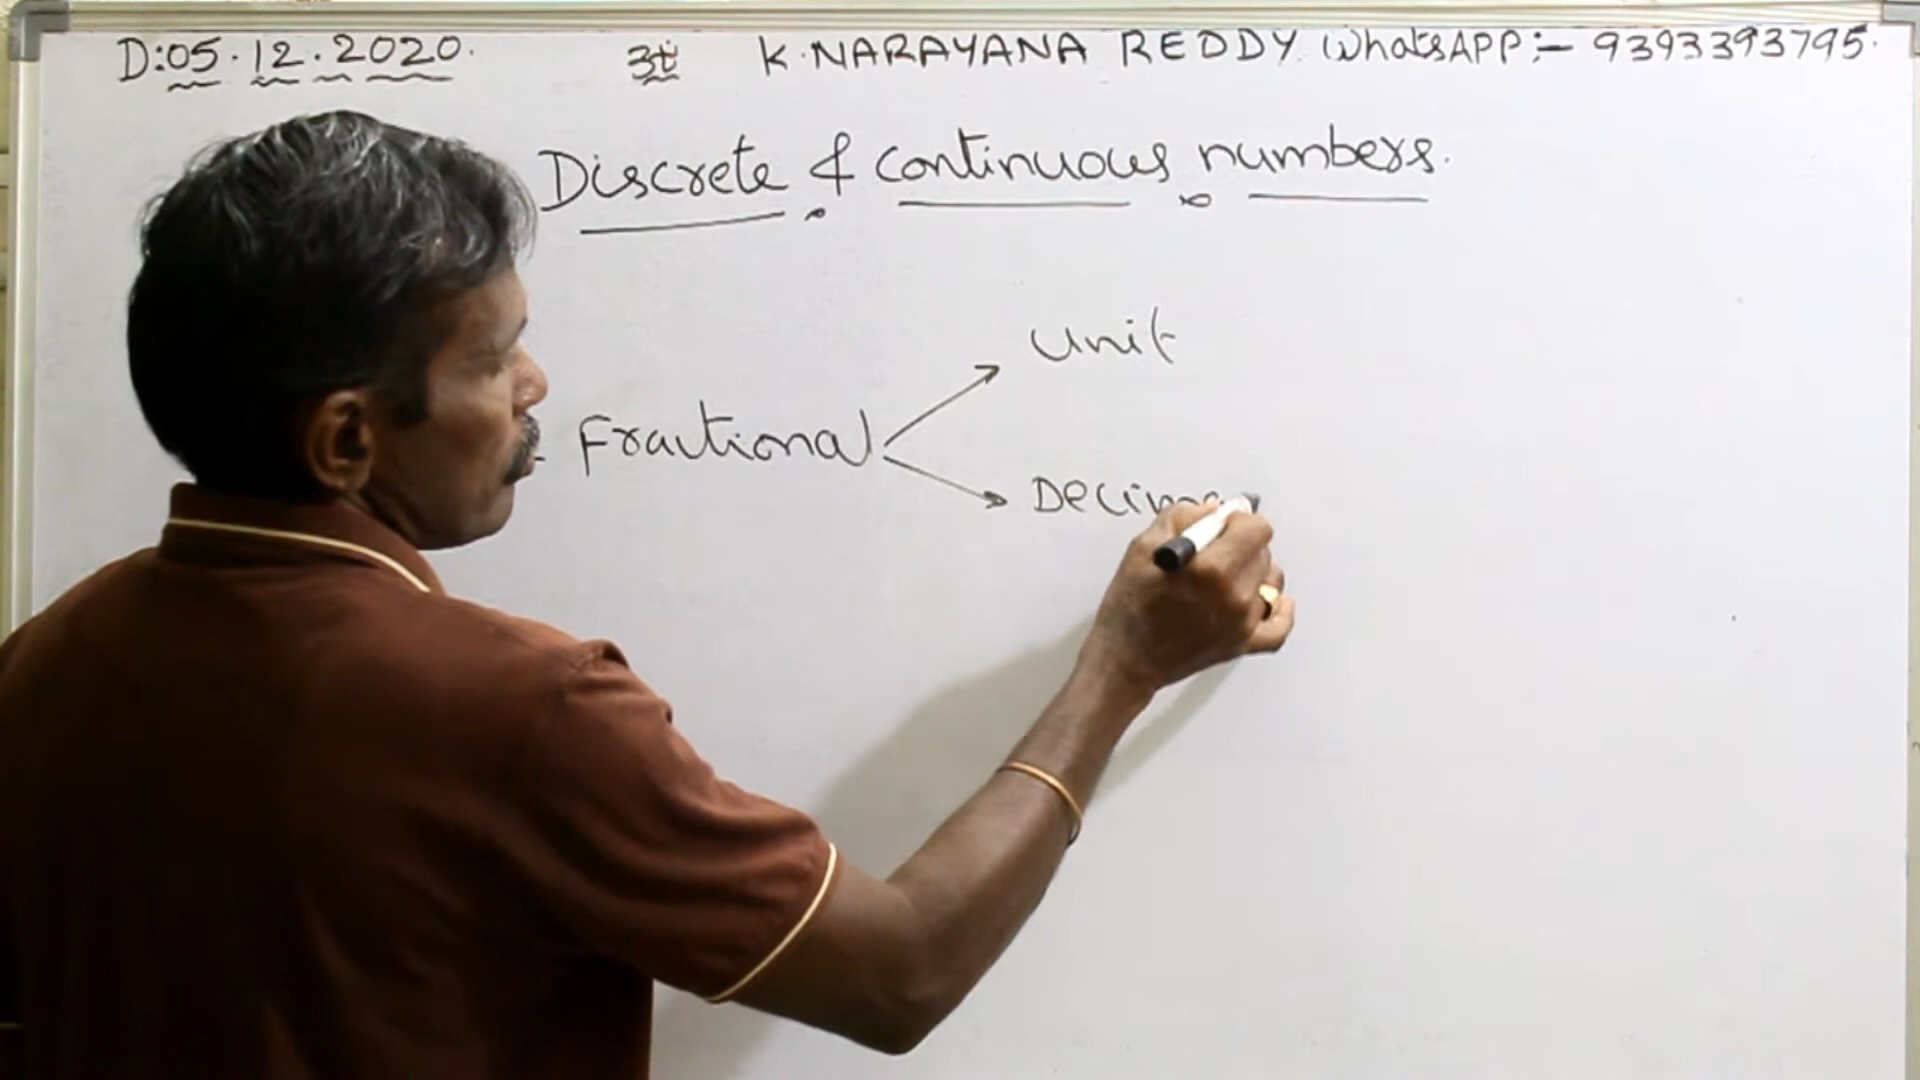 D:05.12.2020. ॐ K.NARAYANA REDDY. WhatsAPP:- 9393393795.
Discrete & continuous numbers.
Unit
Fractional
Decima